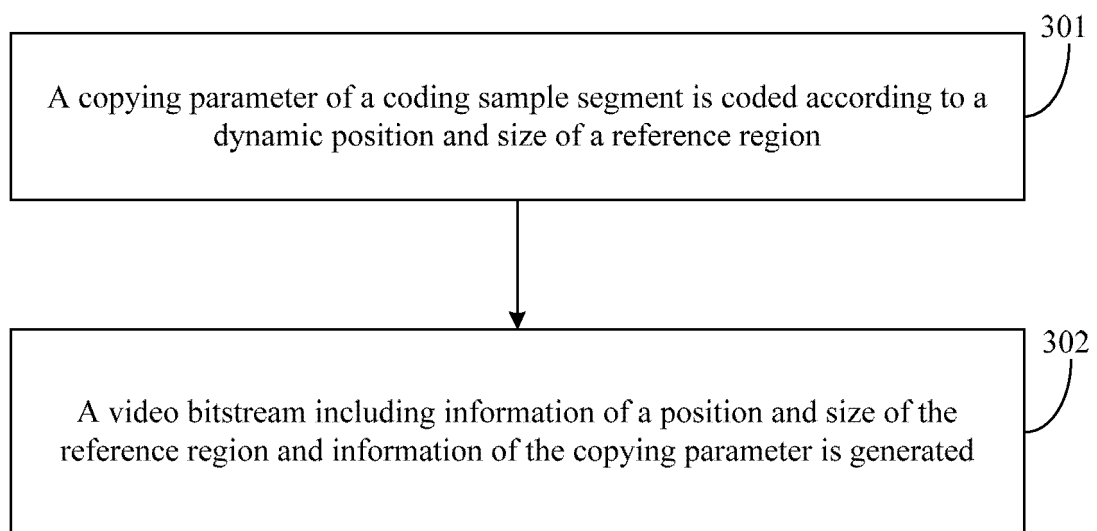 301
A copying parameter of a coding sample segment is coded according to a
dynamic position and size of a reference region
302
A video bitstream including information of a position and size of the
reference region and information of the copying parameter is generated